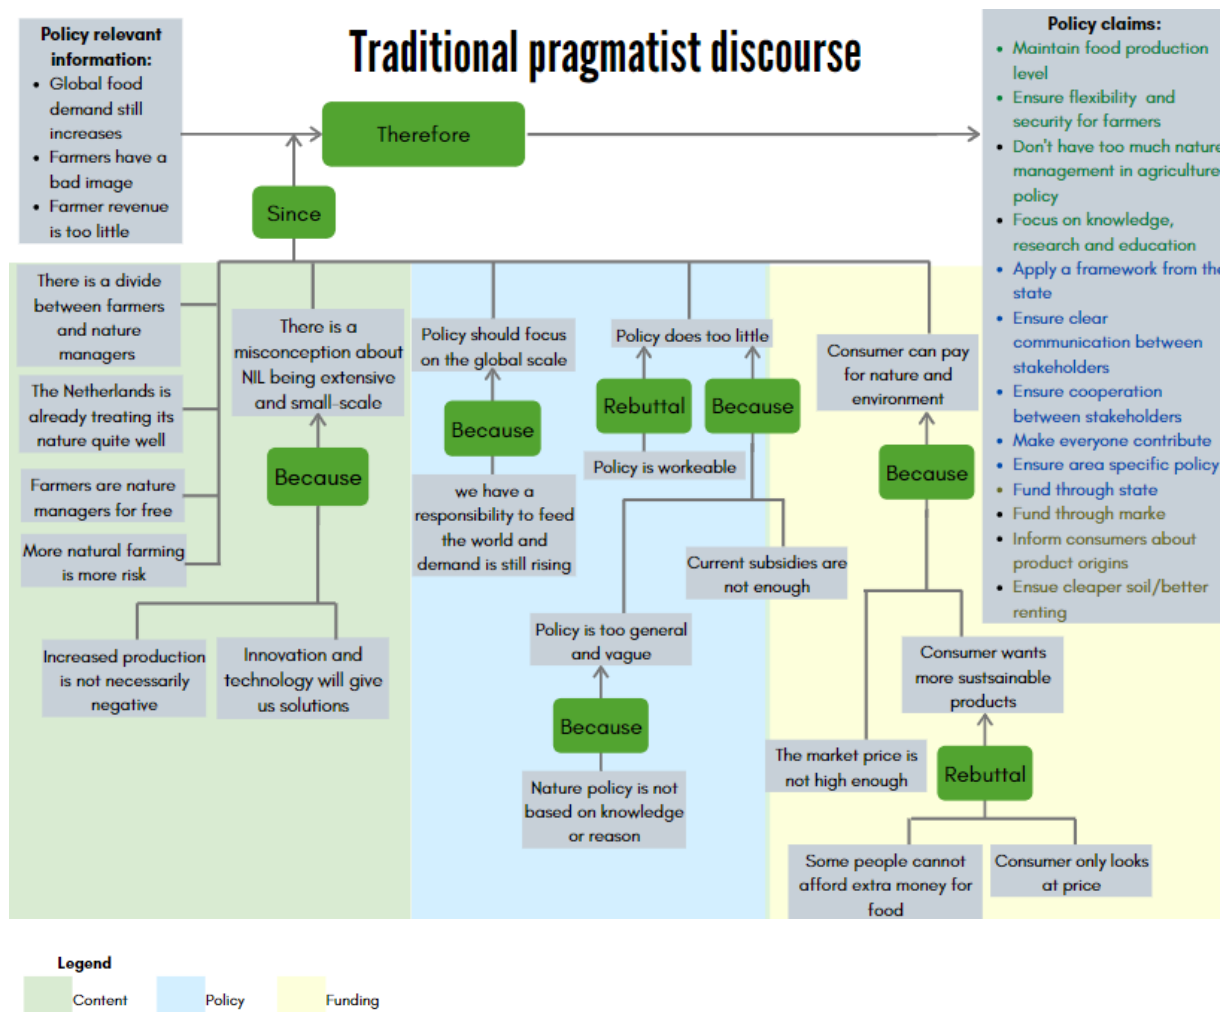 Traditional pragmatist discourse
Policy relevant
information:
• Global food
demand still
increases
• Farmers have a
bad image
• Farmer revenue
is too little
Therefore
Since
Policy claims:
• Maintain food production
level
• Ensure flexibility and
security for farmers
• Don't have too much nature
management in agriculture
policy
• Focus on knowledge,
research and education
• Apply a framework from the
state
• Ensure clear
communication between
stakeholders
• Ensure cooperation
between stakeholders
• Make everyone contribute
• Ensure area specific policy
• Fund through state
• Fund through marke
• Inform consumers about
product origins
• Ensue cleaper soil/better
renting
There is a divide
between farmers
and nature
managers
The Netherlands is
already treating its
nature quite well
Farmers are nature
managers for free
More natural farming
is more risk
There is a
misconception about
NIL being extensive
and small-scale
Because
Increased production
is not necessarily
negative
Innovation and
technology will give
us solutions
Policy should focus
on the global scale
Because
we have a
responsibility to feed
the world and
demand is still rising
Policy does too little
Rebuttal
Because
Policy is workeable
Current subsidies are
not enough
Policy is too general
and vague
Because
Nature policy is not
based on knowledge
or reason
Consumer can pay
for nature and
environment
Because
The market price is
not high enough
Consumer wants
more sustsainable
products
Rebuttal
Some people cannot
afford extra money for
food
Consumer only looks
at price
Legend
Content
Policy
Funding